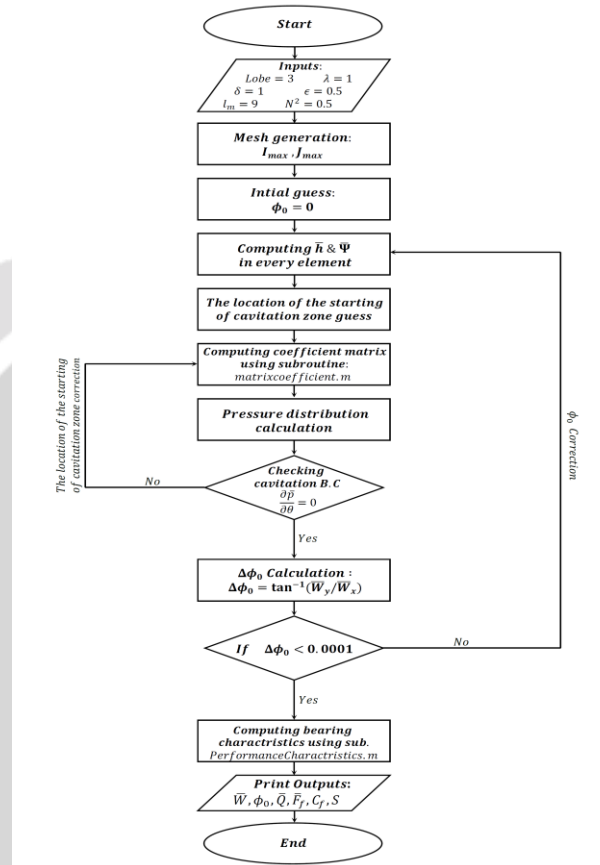 Start
Inputs:
Lobe = 3 λ = 1
δ = 1 ϵ = 0.5
l_m = 9 N² = 0.5
Mesh generation:
I_max , J_max
Intial guess:
ϕ₀ = 0
Computing h̅ & Ψ̅
in every element
The location of the starting
of cavitation zone guess
Computing coefficient matrix
using subroutine:
matrixcoefficient.m
Pressure distribution
calculation
The location of the starting
of cavitation zone correction
No
Checking
cavitation B.C
∂p̅/∂θ = 0
Yes
ϕ₀ Correction
Δϕ₀ Calculation :
Δϕ₀ = tan⁻¹(W̅_y/W̅_x)
If Δϕ₀ < 0.0001
No
Yes
Computing bearing
charctristics using sub.
PerformanceCharctristics.m
Print Outputs:
W̅, ϕ₀, Q̅, F̅_f, C_f, S
End